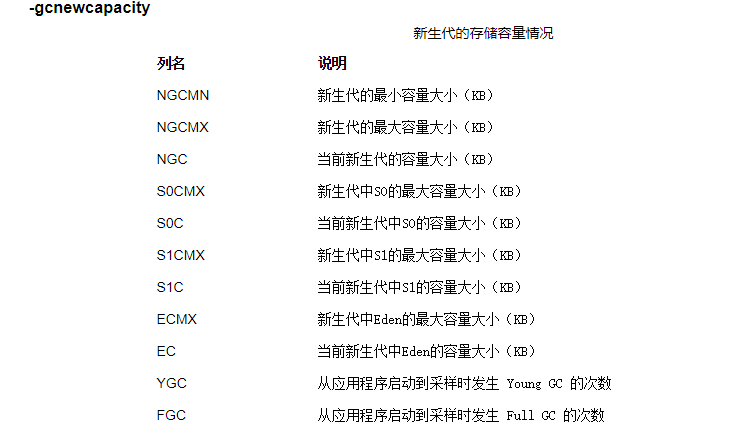 -gcnewcapacity
新生代的存储容量情况
列名 说明
NGCMN 新生代的最小容量大小（KB）
NGCMX 新生代的最大容量大小（KB）
NGC 当前新生代的容量大小（KB）
S0CMX 新生代中S0的最大容量大小（KB）
S0C 当前新生代中S0的容量大小（KB）
S1CMX 新生代中S1的最大容量大小（KB）
S1C 当前新生代中S1的容量大小（KB）
ECMX 新生代中Eden的最大容量大小（KB）
EC 当前新生代中Eden的容量大小（KB）
YGC 从应用程序启动到采样时发生 Young GC 的次数
FGC 从应用程序启动到采样时发生 Full GC 的次数